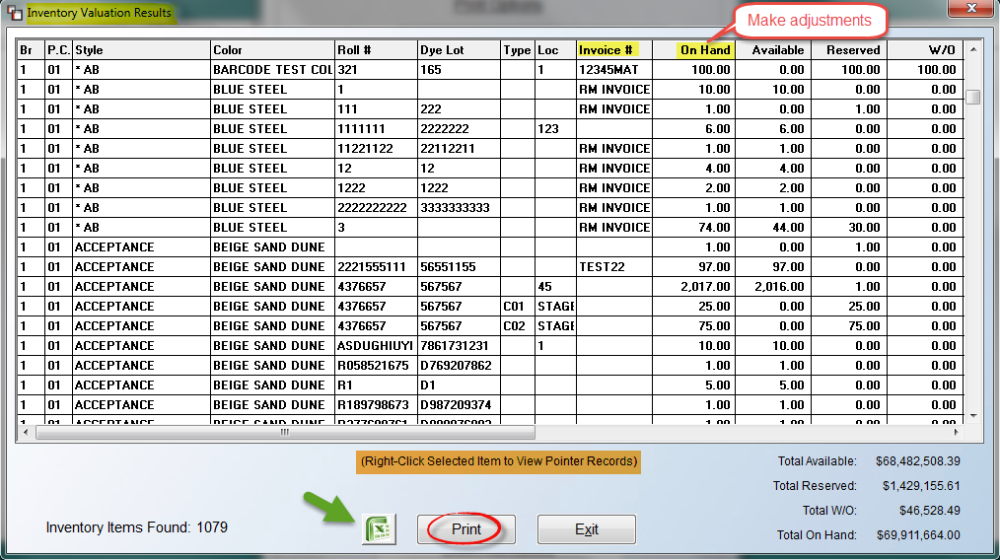 Print Options
Inventory Valuation Results
Make adjustments
Br P.C. Style Color Roll # Dye Lot Type Loc Invoice # On Hand Available Reserved W/O
1 01 * AB BARCODE TEST COL 321 165 1 12345MAT 100.00 0.00 100.00 100.00
1 01 * AB BLUE STEEL 1 RM INVOICE 10.00 10.00 0.00 0.00
1 01 * AB BLUE STEEL 111 222 RM INVOICE 1.00 0.00 1.00 0.00
1 01 * AB BLUE STEEL 1111111 2222222 123 6.00 6.00 0.00 0.00
1 01 * AB BLUE STEEL 11221122 22112211 RM INVOICE 1.00 1.00 0.00 0.00
1 01 * AB BLUE STEEL 12 12 RM INVOICE 4.00 4.00 0.00 0.00
1 01 * AB BLUE STEEL 1222 1222 RM INVOICE 2.00 2.00 0.00 0.00
1 01 * AB BLUE STEEL 2222222222 3333333333 RM INVOICE 1.00 1.00 0.00 0.00
1 01 * AB BLUE STEEL 3 RM INVOICE 74.00 44.00 30.00 0.00
1 01 ACCEPTANCE BEIGE SAND DUNE 1.00 0.00 1.00 0.00
1 01 ACCEPTANCE BEIGE SAND DUNE 2221555111 56551155 TEST22 97.00 97.00 0.00 0.00
1 01 ACCEPTANCE BEIGE SAND DUNE 4376657 567567 45 2,017.00 2,016.00 1.00 0.00
1 01 ACCEPTANCE BEIGE SAND DUNE 4376657 567567 C01 STAGE 25.00 0.00 25.00 0.00
1 01 ACCEPTANCE BEIGE SAND DUNE 4376657 567567 C02 STAGE 75.00 0.00 75.00 0.00
1 01 ACCEPTANCE BEIGE SAND DUNE ASDUGHIUYI 7861731231 1 10.00 10.00 0.00 0.00
1 01 ACCEPTANCE BEIGE SAND DUNE R058521675 D769207862 1.00 1.00 0.00 0.00
1 01 ACCEPTANCE BEIGE SAND DUNE R1 D1 5.00 5.00 0.00 0.00
1 01 ACCEPTANCE BEIGE SAND DUNE R189798673 D987209374 1.00 1.00 0.00 0.00
1 01 ACCEPTANCE BEIGE SAND DUNE 1.00 1.00 0.00 0.00
(Right-Click Selected Item to View Pointer Records)
Total Available: $68,482,508.39
Total Reserved: $1,429,155.61
Total W/O: $46,528.49
Total On Hand: $69,911,664.00
Inventory Items Found: 1079
Print
Exit